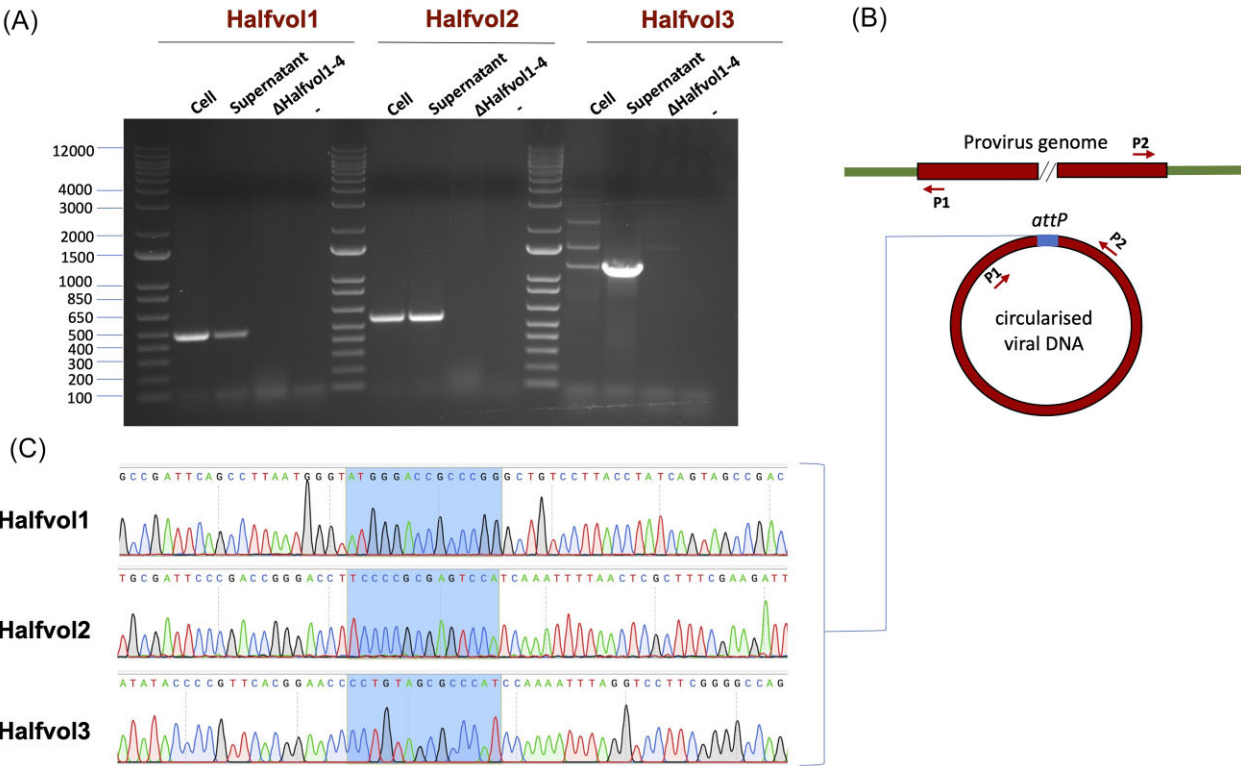 (A)
Halfvol1
Halfvol2
Halfvol3
Cell
Supernatant
ΔHalfvol1-4
-
Cell
Supernatant
ΔHalfvol1-4
-
Cell
Supernatant
ΔHalfvol1-4
-
12000
4000
3000
2000
1500
1000
850
650
500
400
300
200
100
(B)
Provirus genome
P2
P1
attP
P1
P2
circularised
viral DNA
(C)
GCCGATTCAGCCTTAATGGGTATGGGACCGCCCGGGCTGTCCTTACCTATCAGTAGCCGAC
Halfvol1
TGCGATTCCCGACCGGGACCTTCCCCGCGAGTCCATCAAATTTTAACTCGCTTTCGAAGATT
Halfvol2
ATATACCCCGTTCACGGAACCCCTGTAGCGCCCATCCAAAATTTAGGTCCTTCGGGGCCAG
Halfvol3